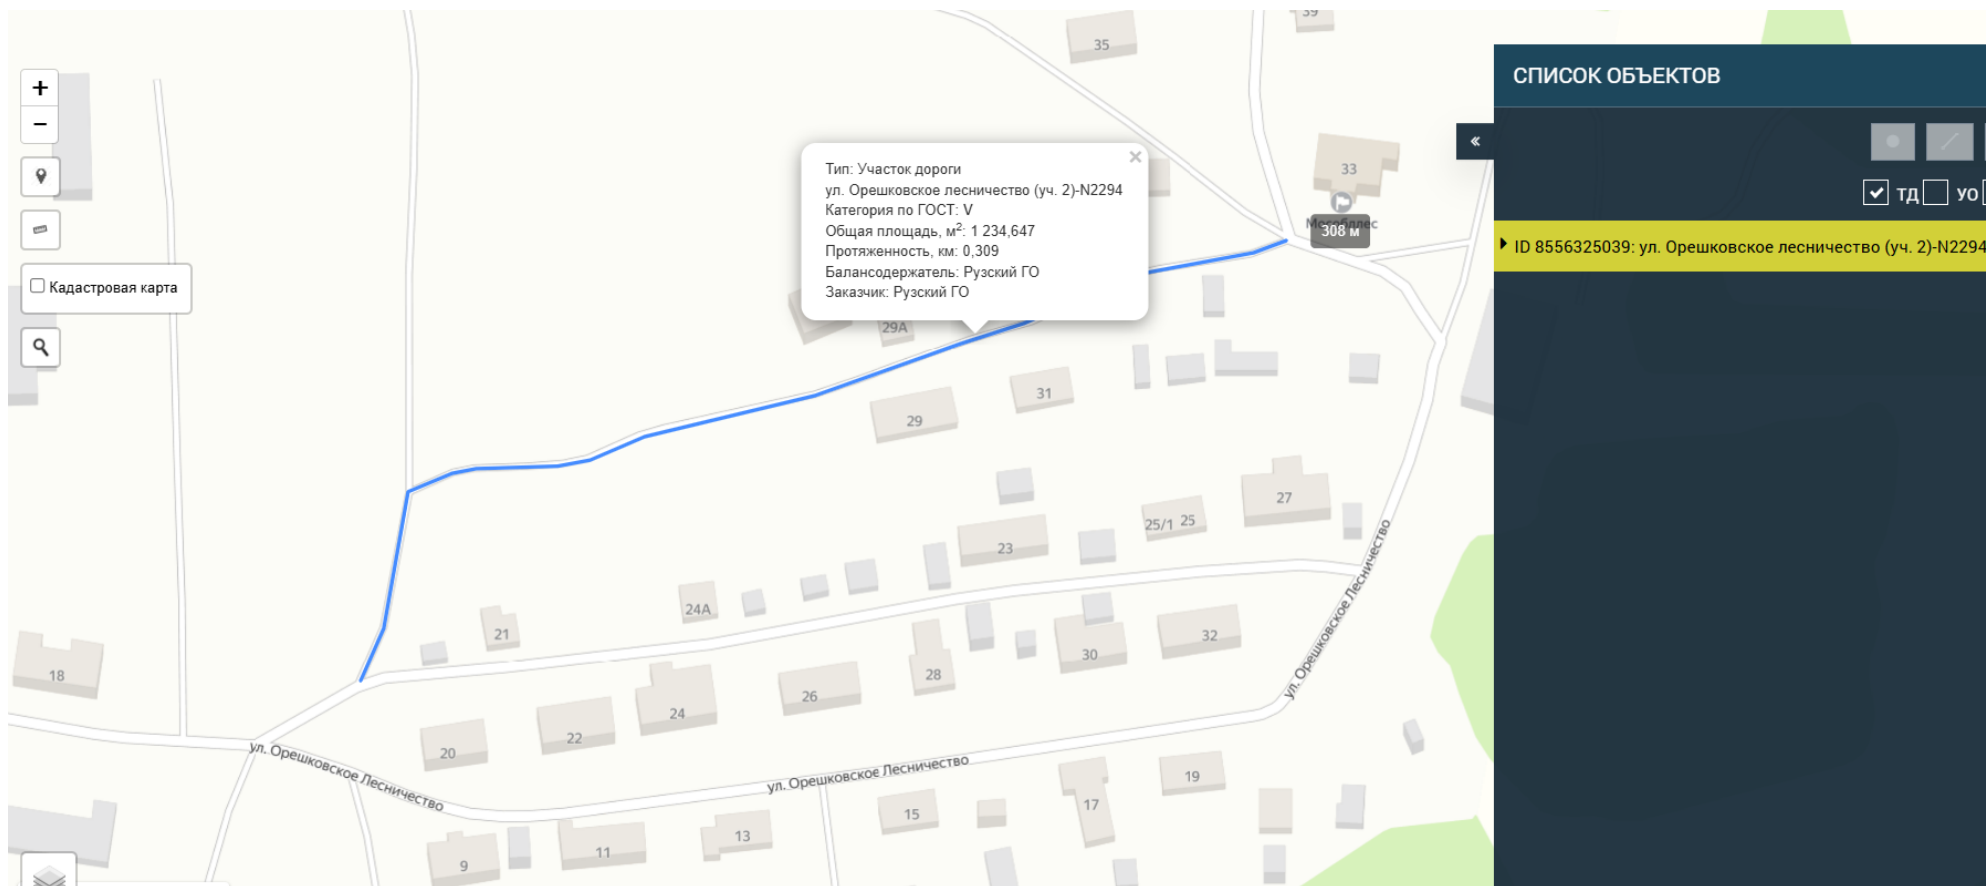 39
35
СПИСОК ОБЪЕКТОВ
+
−
«
Тип: Участок дороги
ул. Орешковское лесничество (уч. 2)-N2294
Категория по ГОСТ: V
Общая площадь, м²: 1 234,647
Протяженность, км: 0,309
Балансодержатель: Рузский ГО
Заказчик: Рузский ГО
×
33
Мособллес
308 м
ТД
УО
ID 8556325039: ул. Орешковское лесничество (уч. 2)-N2294
Кадастровая карта
29А
31
29
27
25/1 25
23
24А
21
32
30
28
26
24
22
20
18
ул. Орешковское Лесничество
ул. Орешковское Лесничество
ул. Орешковское Лесничество
19
17
15
13
11
9